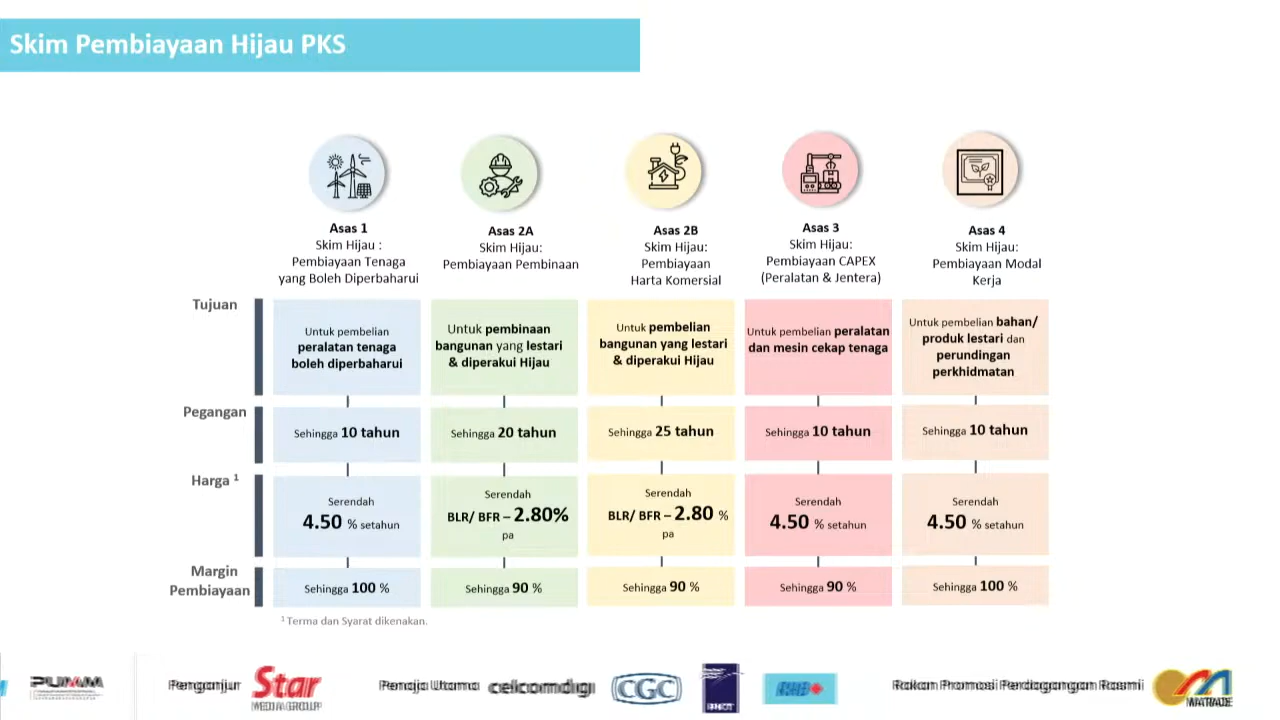 Skim Pembiayaan Hijau PKS
Asas 1
Skim Hijau :
Pembiayaan Tenaga
yang Boleh Diperbaharui
Asas 2A
Skim Hijau:
Pembiayaan Pembinaan
Asas 2B
Skim Hijau:
Pembiayaan
Harta Komersial
Asas 3
Skim Hijau:
Pembiayaan CAPEX
(Peralatan & Jentera)
Asas 4
Skim Hijau:
Pembiayaan Modal
Kerja
Tujuan
Untuk pembelian
peralatan tenaga
boleh diperbaharui
Untuk pembinaan
bangunan yang lestari
& diperakui Hijau
Untuk pembelian
bangunan yang lestari
& diperakui Hijau
Untuk pembelian peralatan
dan mesin cekap tenaga
Untuk pembelian bahan/
produk lestari dan
perundingan
perkhidmatan
Pegangan
Sehingga 10 tahun
Sehingga 20 tahun
Sehingga 25 tahun
Sehingga 10 tahun
Sehingga 10 tahun
Harga ¹
Serendah
4.50 % setahun
Serendah
BLR/ BFR – 2.80%
pa
Serendah
BLR/ BFR – 2.80 %
pa
Serendah
4.50 % setahun
Serendah
4.50 % setahun
Margin
Pembiayaan
Sehingga 100 %
Sehingga 90 %
Sehingga 90 %
Sehingga 90 %
Sehingga 100 %
¹ Terma dan Syarat dikenakan.
Penganjur
Star
MEDIA GROUP
Penaja Utama
celcomdigi
CGC
Rakan Promosi Perdagangan Rasmi
MATRADE